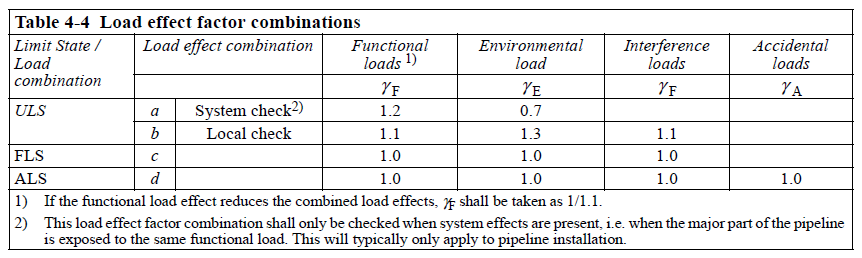 Table 4-4 Load effect factor combinations
Limit State / Load combination Load effect combination Functional loads 1) Environmental load Interference loads Accidental loads
γF γE γF γA
ULS a System check2) 1.2 0.7
b Local check 1.1 1.3 1.1
FLS c 1.0 1.0 1.0
ALS d 1.0 1.0 1.0 1.0
1) If the functional load effect reduces the combined load effects, γF shall be taken as 1/1.1.
2) This load effect factor combination shall only be checked when system effects are present, i.e. when the major part of the pipeline
is exposed to the same functional load. This will typically only apply to pipeline installation.